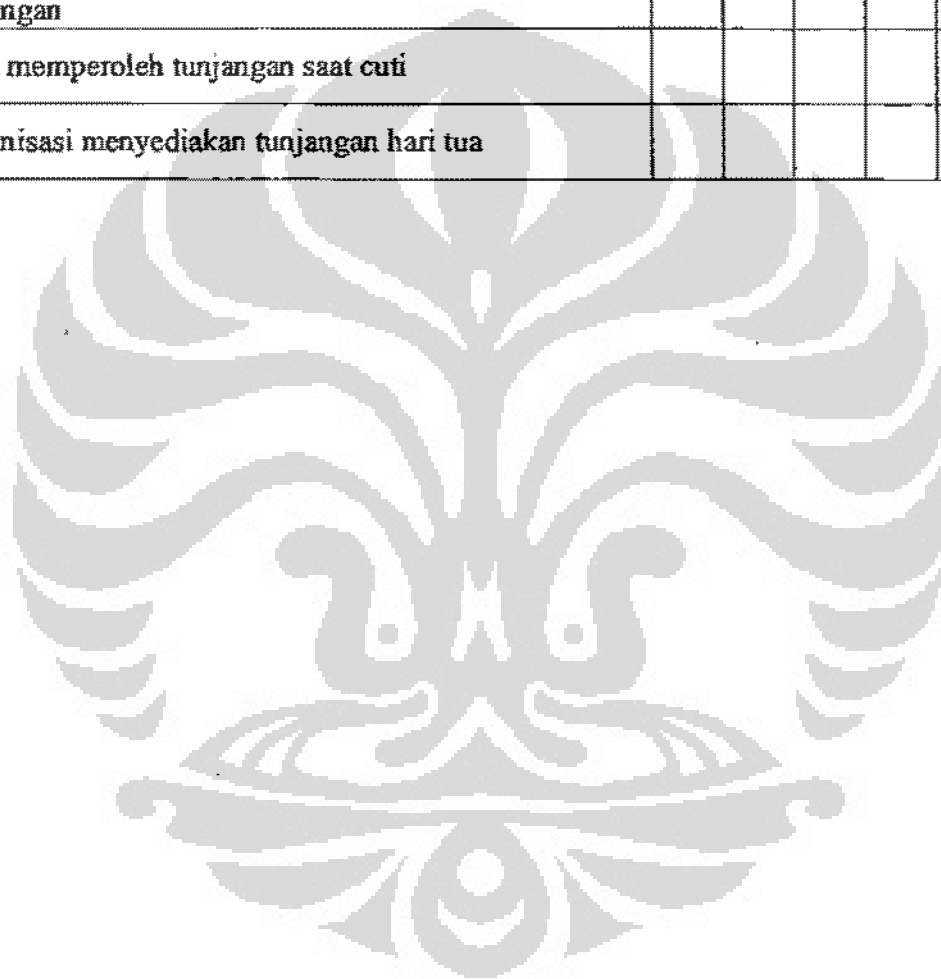 ngan
memperoleh tunjangan saat cuti
nisasi menyediakan tunjangan hari tua